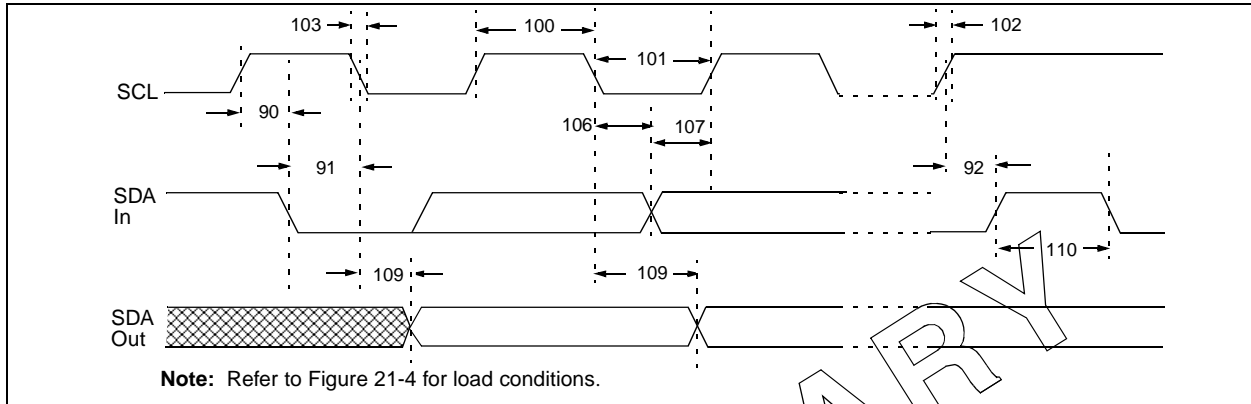 103
100
102
101
SCL
90
106
107
91
92
SDA
In
109
109
110
SDA
Out
ARY
Note: Refer to Figure 21-4 for load conditions.